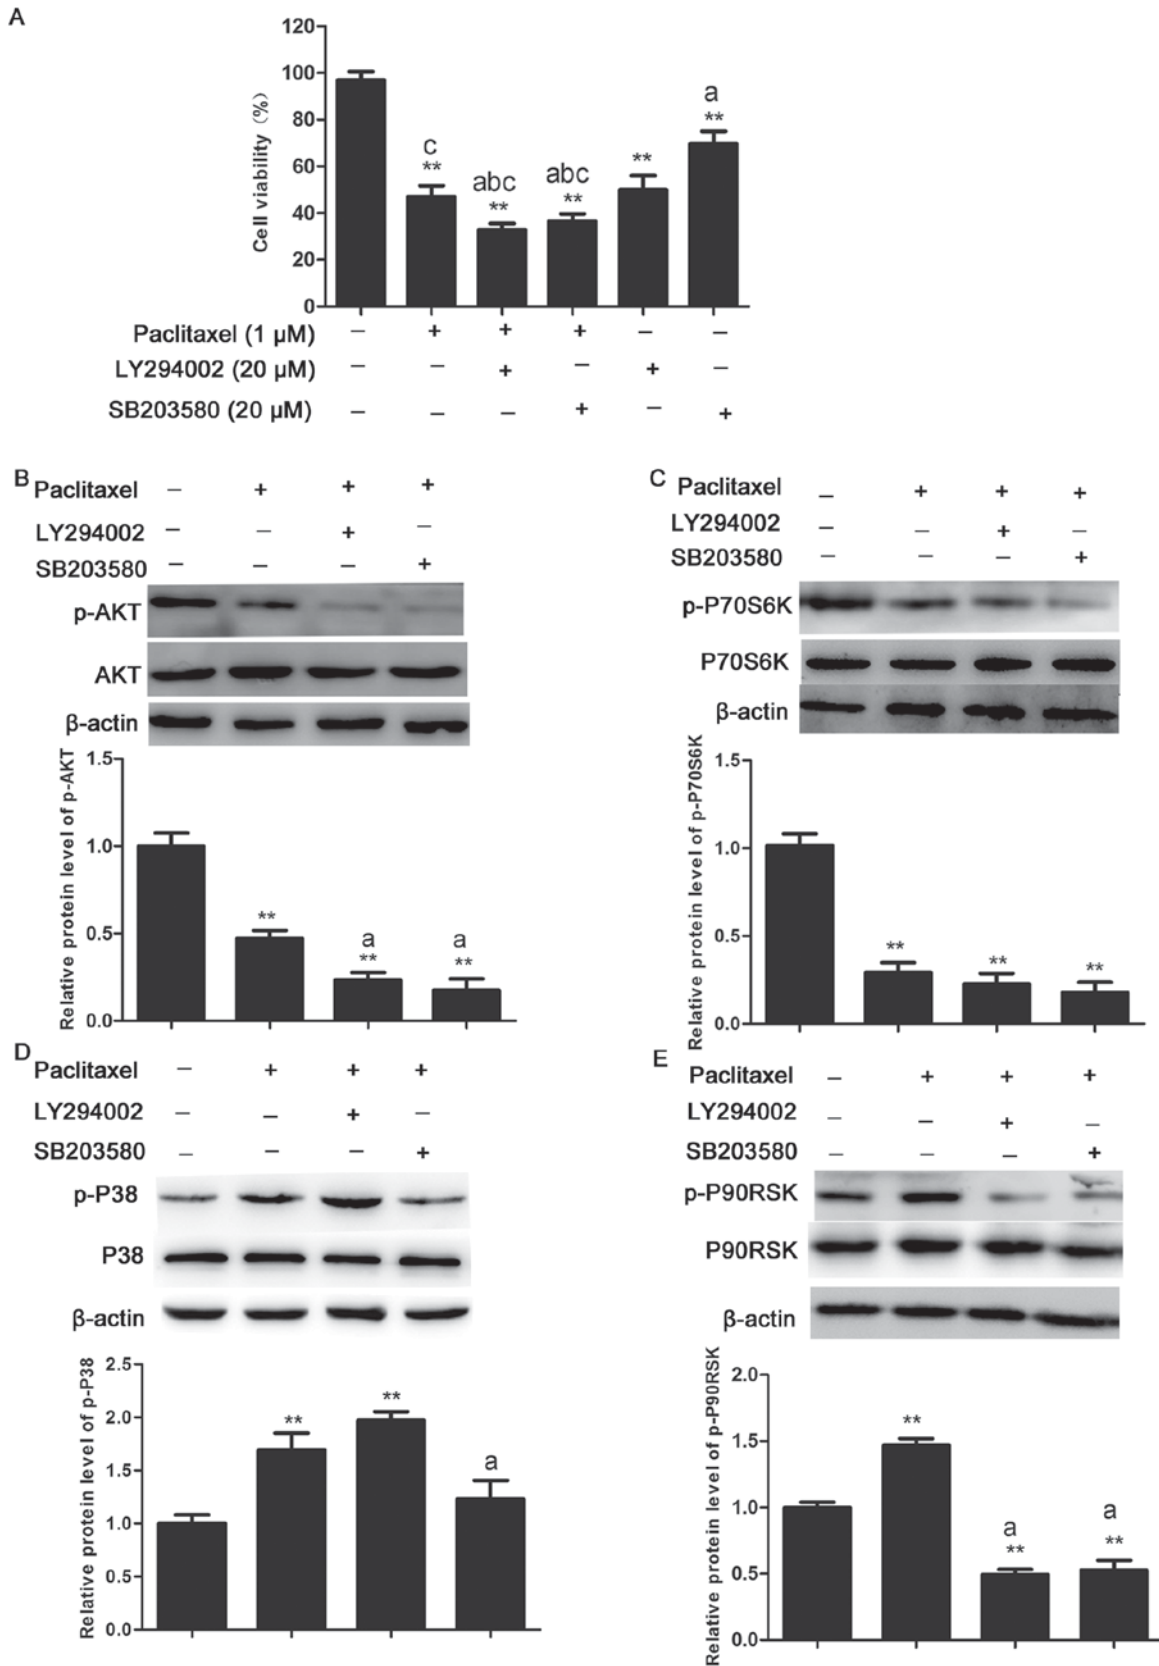 A
Cell viability (%)
120
100
80
60
40
20
0
c
**
abc
**
abc
**
**
a
**
Paclitaxel (1 µM) – + + + – –
LY294002 (20 µM) – – + – + –
SB203580 (20 µM) – – – + – +
B
Paclitaxel – + + +
LY294002 – – + –
SB203580 – – – +
p-AKT
AKT
β-actin
Relative protein level of p-AKT
1.5
1.0
0.5
0.0
**
a
**
a
**
C
Paclitaxel – + + +
LY294002 – – + –
SB203580 – – – +
p-P70S6K
P70S6K
β-actin
Relative protein level of p-P70S6K
1.5
1.0
0.5
0.0
**
**
**
D
Paclitaxel – + + +
LY294002 – – + –
SB203580 – – – +
p-P38
P38
β-actin
Relative protein level of p-P38
2.5
2.0
1.5
1.0
0.5
0.0
**
**
a
E
Paclitaxel – + + +
LY294002 – – + –
SB203580 – – – +
p-P90RSK
P90RSK
β-actin
Relative protein level of p-P90RSK
2.0
1.5
1.0
0.5
0.0
**
a
**
a
**